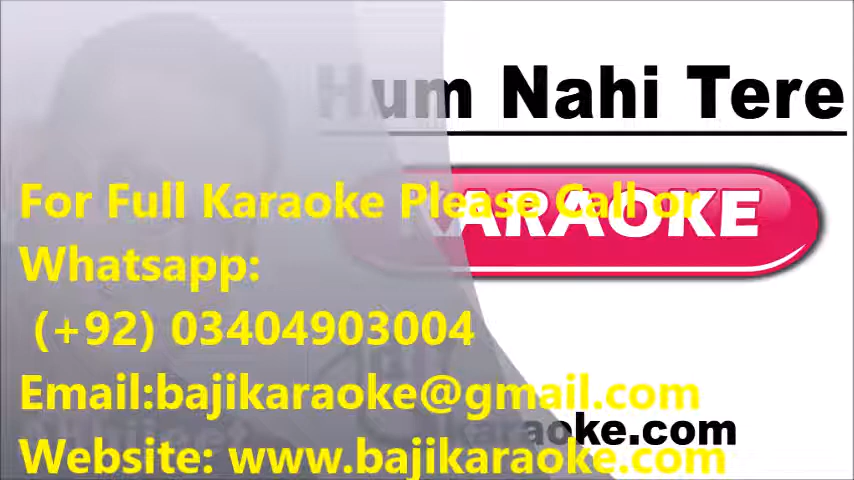 Hum Nahi Tere
KARAOKE
For Full Karaoke Please Call or
Whatsapp:
(+92) 03404903004
Email:bajikaraoke@gmail.com
karaoke.com
Website: www.bajikaraoke.com